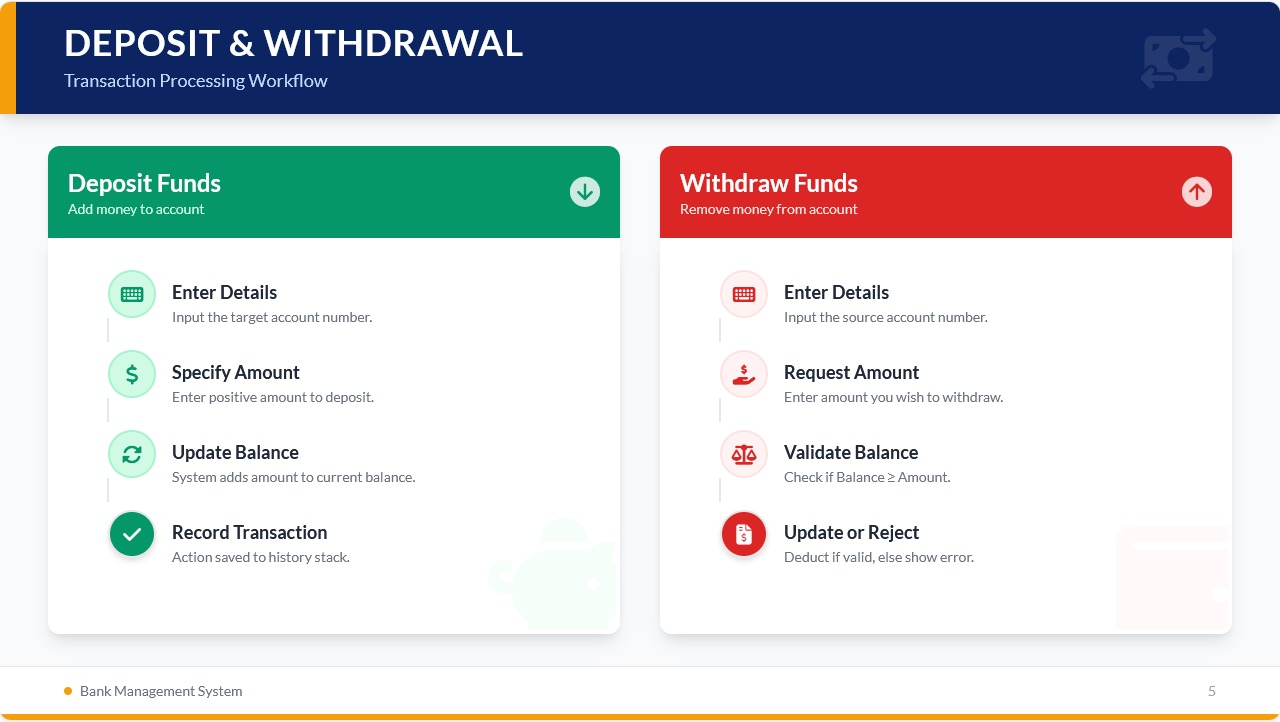 DEPOSIT & WITHDRAWAL
Transaction Processing Workflow
Deposit Funds
Add money to account
Enter Details
Input the target account number.
Specify Amount
Enter positive amount to deposit.
Update Balance
System adds amount to current balance.
Record Transaction
Action saved to history stack.
Withdraw Funds
Remove money from account
Enter Details
Input the source account number.
Request Amount
Enter amount you wish to withdraw.
Validate Balance
Check if Balance ≥ Amount.
Update or Reject
Deduct if valid, else show error.
Bank Management System
5